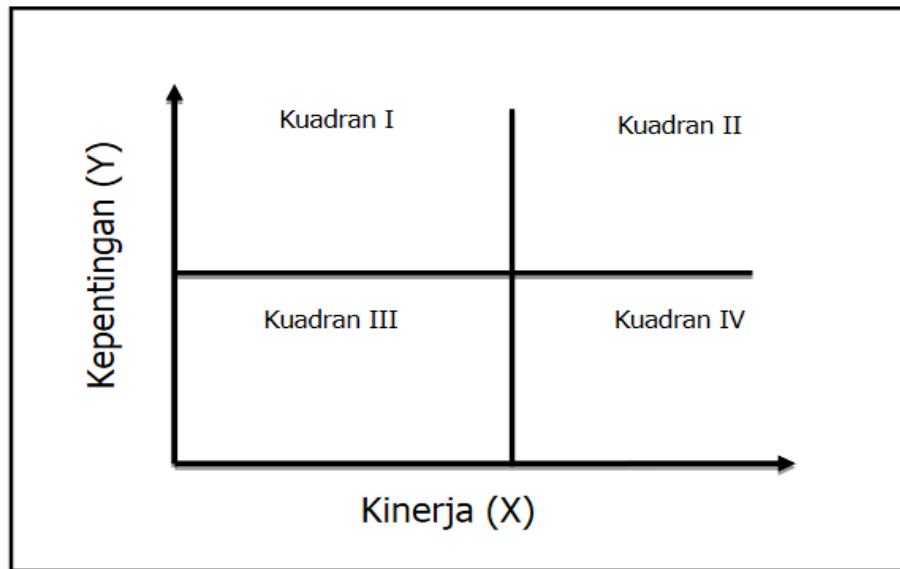 Kuadran I
Kuadran II
Kepentingan (Y)
Kuadran III
Kuadran IV
Kinerja (X)